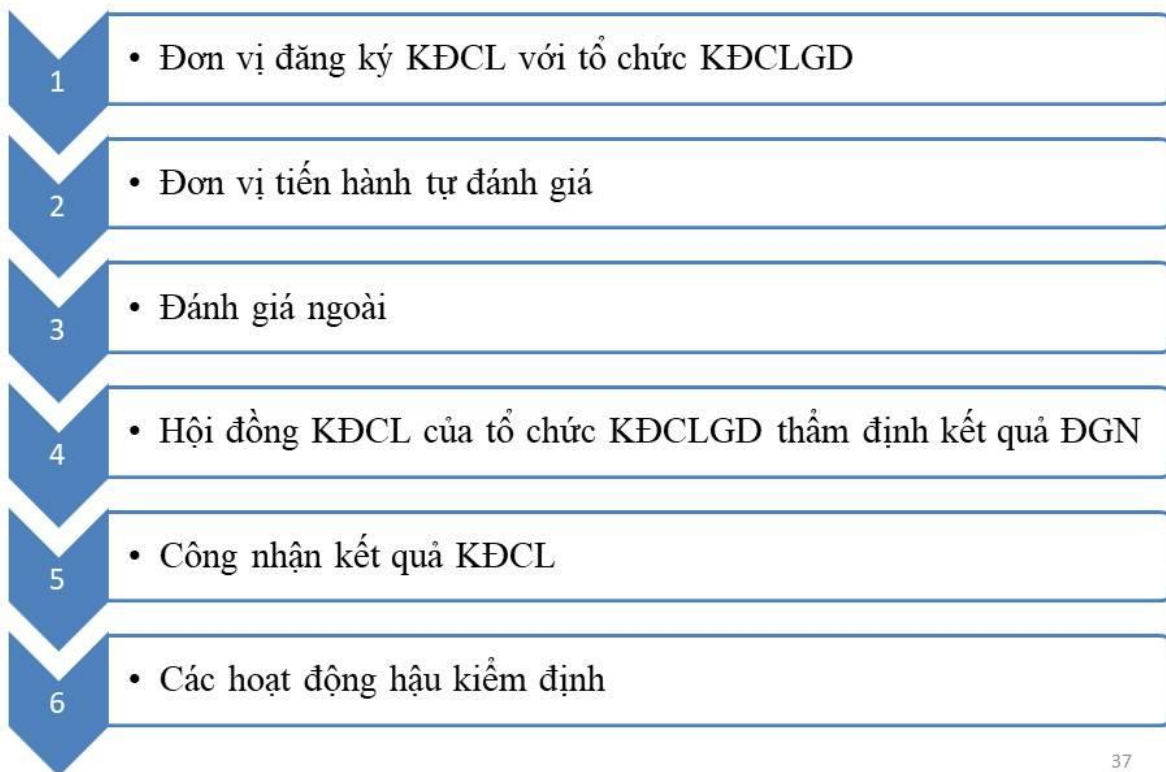 1
• Đơn vị đăng ký KĐCL với tổ chức KĐCLGD
2
• Đơn vị tiến hành tự đánh giá
3
• Đánh giá ngoài
4
• Hội đồng KĐCL của tổ chức KĐCLGD thẩm định kết quả ĐGN
5
• Công nhận kết quả KĐCL
6
• Các hoạt động hậu kiểm định
37